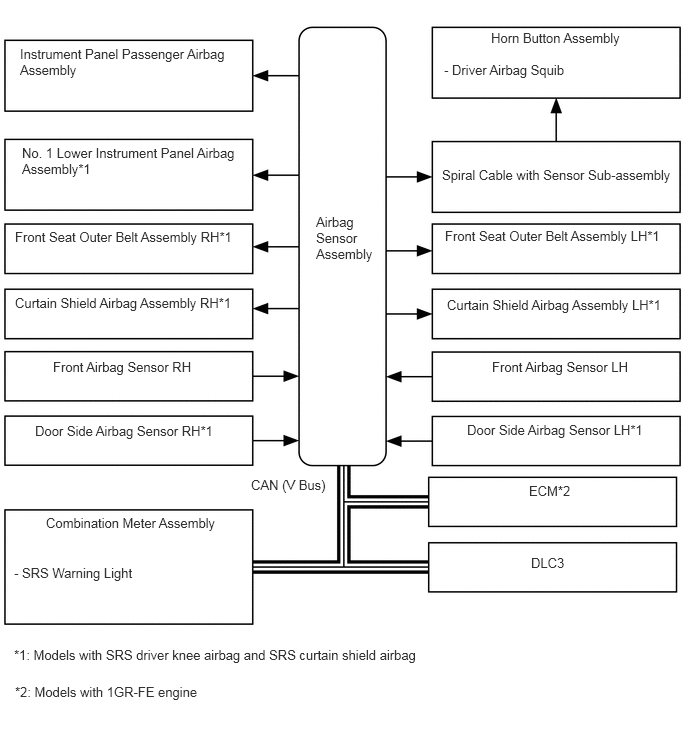 Instrument Panel Passenger Airbag
Assembly
No. 1 Lower Instrument Panel Airbag
Assembly*1
Front Seat Outer Belt Assembly RH*1
Curtain Shield Airbag Assembly RH*1
Front Airbag Sensor RH
Door Side Airbag Sensor RH*1
Airbag
Sensor
Assembly
Horn Button Assembly
- Driver Airbag Squib
Spiral Cable with Sensor Sub-assembly
Front Seat Outer Belt Assembly LH*1
Curtain Shield Airbag Assembly LH*1
Front Airbag Sensor LH
Door Side Airbag Sensor LH*1
CAN (V Bus)
ECM*2
Combination Meter Assembly
- SRS Warning Light
DLC3
*1: Models with SRS driver knee airbag and SRS curtain shield airbag
*2: Models with 1GR-FE engine